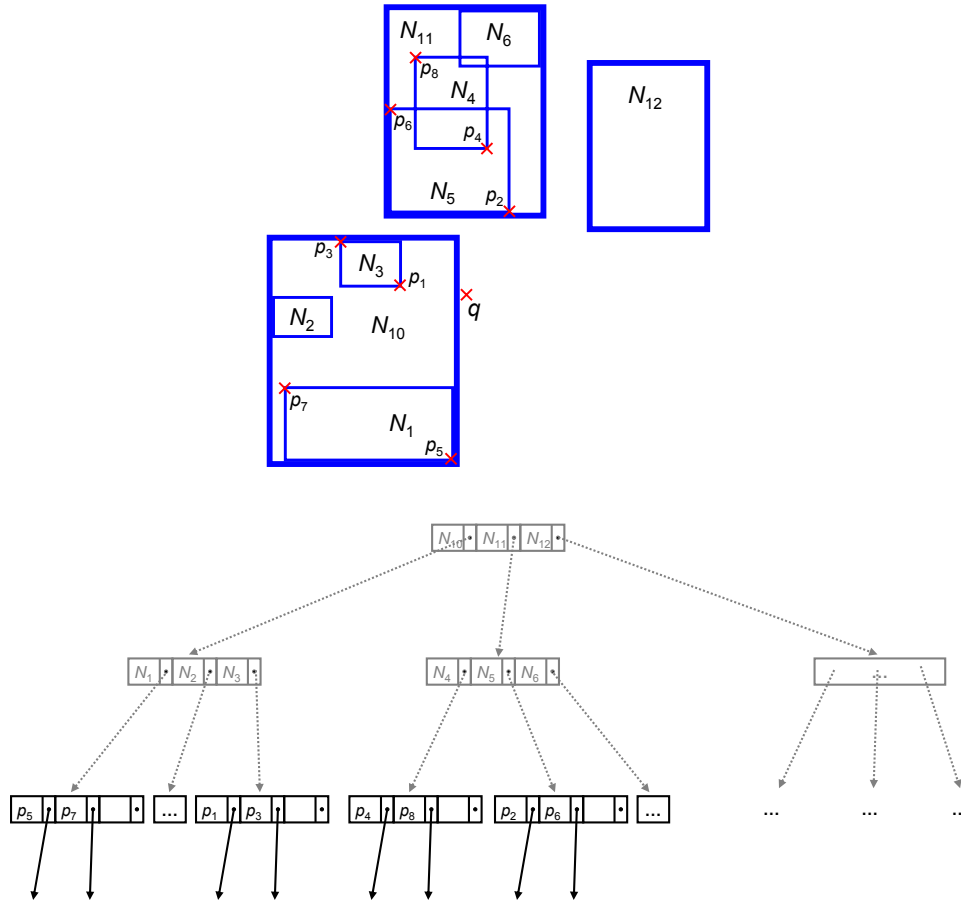 N11 N6
p8
N4 N12
p6 p4
N5 p2
p3
N3 p1
N2 q
N10
p7
N1
p5
N10 N11 N12
N1 N2 N3 N4 N5 N6 ...
p5 p7 ... p1 p3 p4 p8 p2 p6 ... ... ... ...